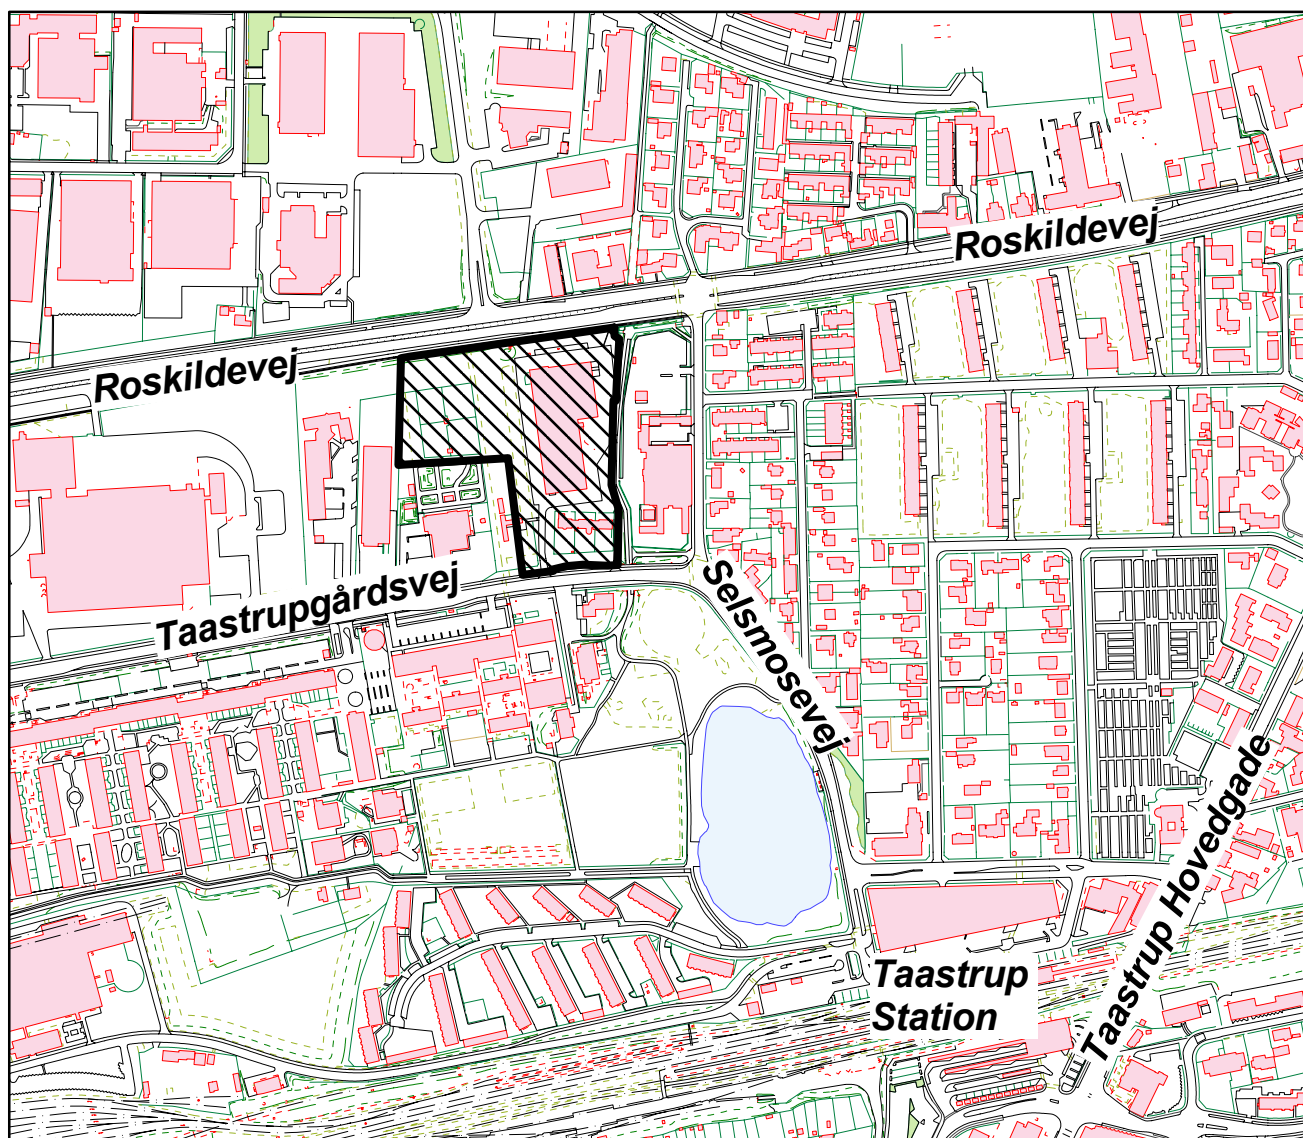 Roskildevej
Roskildevej
Taastrupgårdsvej
Selsmosevej
Taastrup Hovedgade
Taastrup
Station